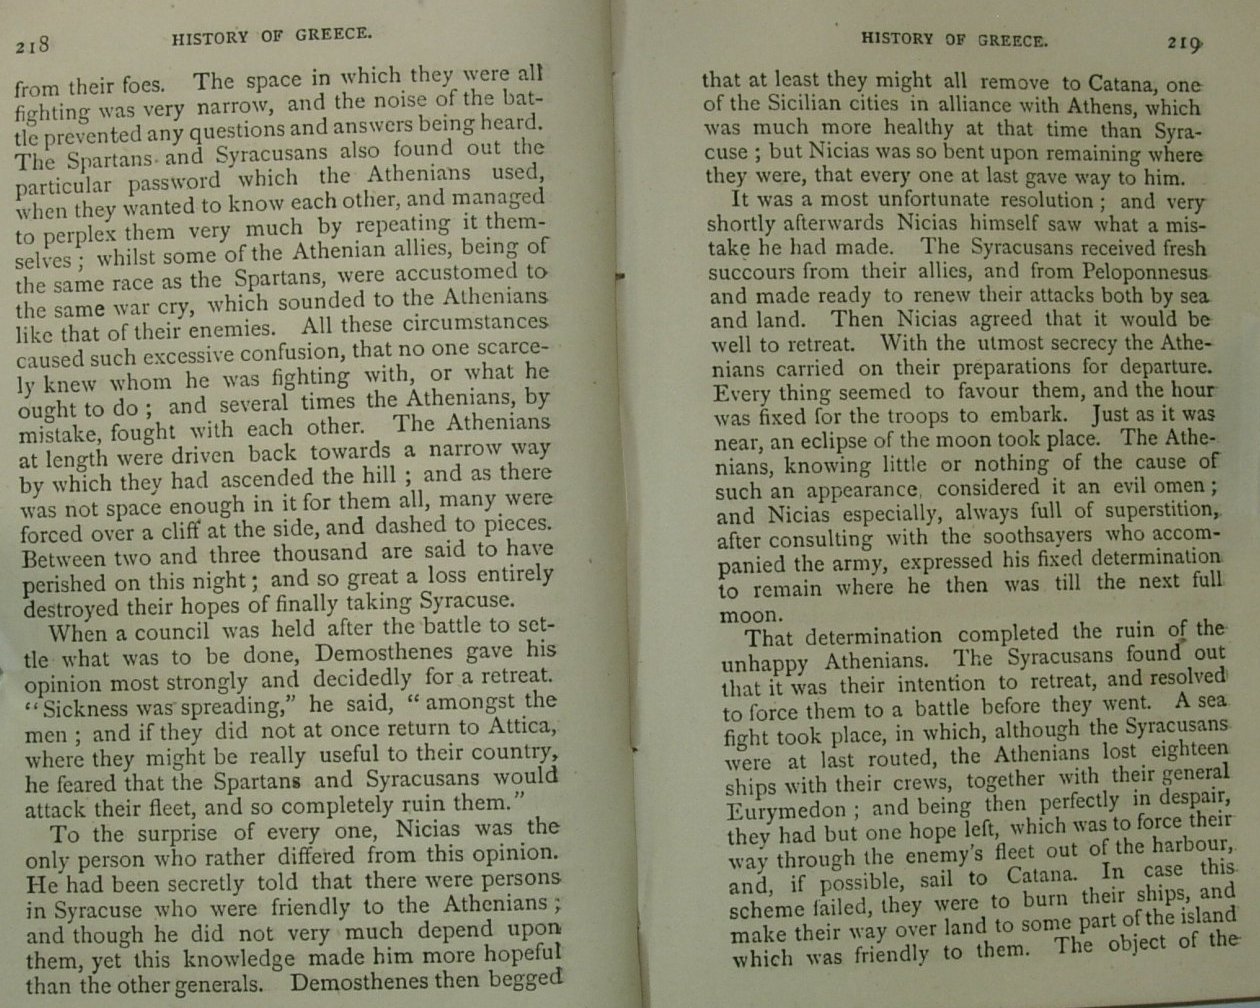 218
HISTORY OF GREECE.
from their foes. The space in which they were all
fighting was very narrow, and the noise of the bat-
tle prevented any questions and answers being heard.
The Spartans and Syracusans also found out the
particular password which the Athenians used,
when they wanted to know each other, and managed
to perplex them very much by repeating it them-
selves ; whilst some of the Athenian allies, being of
the same race as the Spartans, were accustomed to
the same war cry, which sounded to the Athenians
like that of their enemies. All these circumstances
caused such excessive confusion, that no one scarce-
ly knew whom he was fighting with, or what he
ought to do ; and several times the Athenians, by
mistake, fought with each other. The Athenians
at length were driven back towards a narrow way
by which they had ascended the hill ; and as there
was not space enough in it for them all, many were
forced over a cliff at the side, and dashed to pieces.
Between two and three thousand are said to have
perished on this night ; and so great a loss entirely
destroyed their hopes of finally taking Syracuse.
When a council was held after the battle to set-
tle what was to be done, Demosthenes gave his
opinion most strongly and decidedly for a retreat.
“Sickness was spreading,” he said, “ amongst the
men ; and if they did not at once return to Attica,
where they might be really useful to their country,
he feared that the Spartans and Syracusans would
attack their fleet, and so completely ruin them.”
To the surprise of every one, Nicias was the
only person who rather differed from this opinion.
He had been secretly told that there were persons
in Syracuse who were friendly to the Athenians ;
and though he did not very much depend upon
them, yet this knowledge made him more hopeful
than the other generals. Demosthenes then begged
HISTORY OF GREECE.
219
that at least they might all remove to Catana, one
of the Sicilian cities in alliance with Athens, which
was much more healthy at that time than Syra-
cuse ; but Nicias was so bent upon remaining where
they were, that every one at last gave way to him.
It was a most unfortunate resolution ; and very
shortly afterwards Nicias himself saw what a mis-
take he had made. The Syracusans received fresh
succours from their allies, and from Peloponnesus
and made ready to renew their attacks both by sea
and land. Then Nicias agreed that it would be
well to retreat. With the utmost secrecy the Athe-
nians carried on their preparations for departure.
Every thing seemed to favour them, and the hour
was fixed for the troops to embark. Just as it was
near, an eclipse of the moon took place. The Athe-
nians, knowing little or nothing of the cause of
such an appearance, considered it an evil omen ;
and Nicias especially, always full of superstition,
after consulting with the soothsayers who accom-
panied the army, expressed his fixed determination
to remain where he then was till the next full
moon.
That determination completed the ruin of the
unhappy Athenians. The Syracusans found out
that it was their intention to retreat, and resolved
to force them to a battle before they went. A sea
fight took place, in which, although the Syracusans
were at last routed, the Athenians lost eighteen
ships with their crews, together with their general
Eurymedon ; and being then perfectly in despair,
they had but one hope left, which was to force their
way through the enemy's fleet out of the harbour,
and, if possible, sail to Catana. In case this
scheme failed, they were to burn their ships, and
make their way over land to some part of the island
which was friendly to them. The object of the